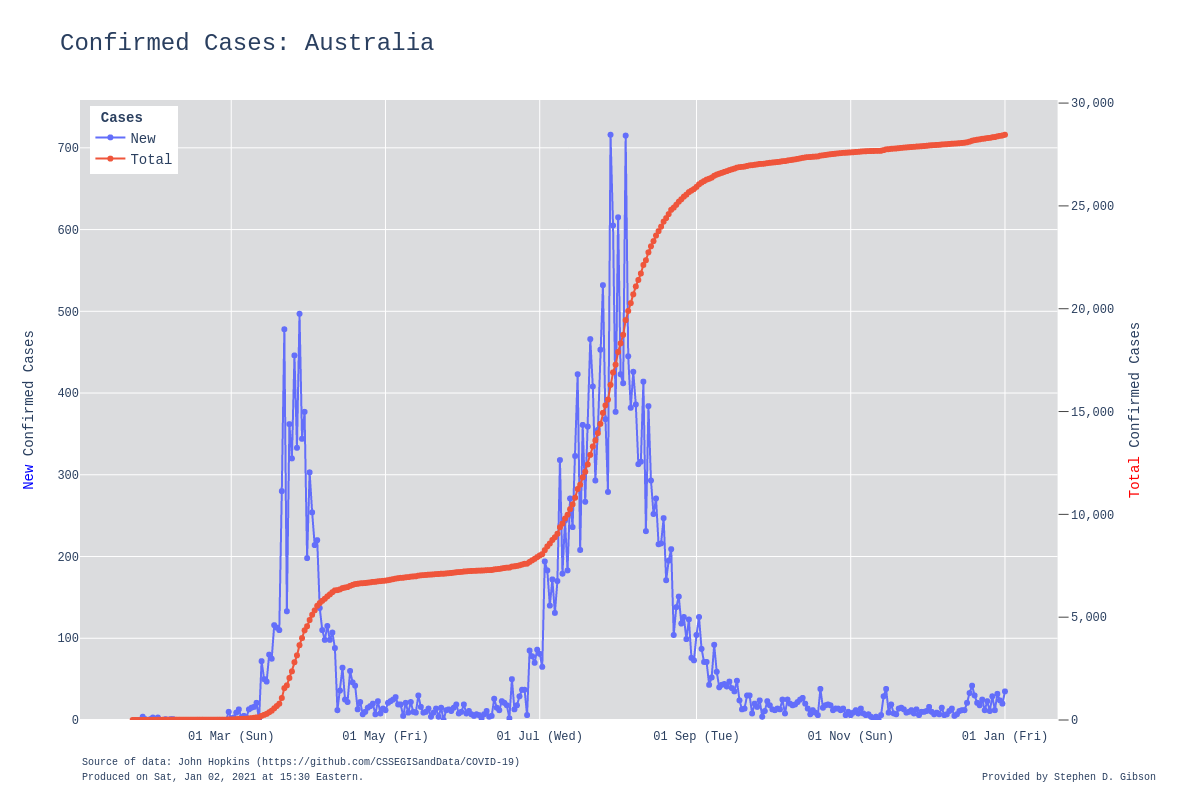 Confirmed Cases: Australia
Cases
New
Total
700
600
500
400
300
200
100
0
New Confirmed Cases
30,000
25,000
20,000
15,000
10,000
5,000
0
Total Confirmed Cases
01 Mar (Sun) 01 May (Fri) 01 Jul (Wed) 01 Sep (Tue) 01 Nov (Sun) 01 Jan (Fri)
Source of data: John Hopkins (https://github.com/CSSEGISandData/COVID-19)
Produced on Sat, Jan 02, 2021 at 15:30 Eastern.
Provided by Stephen D. Gibson